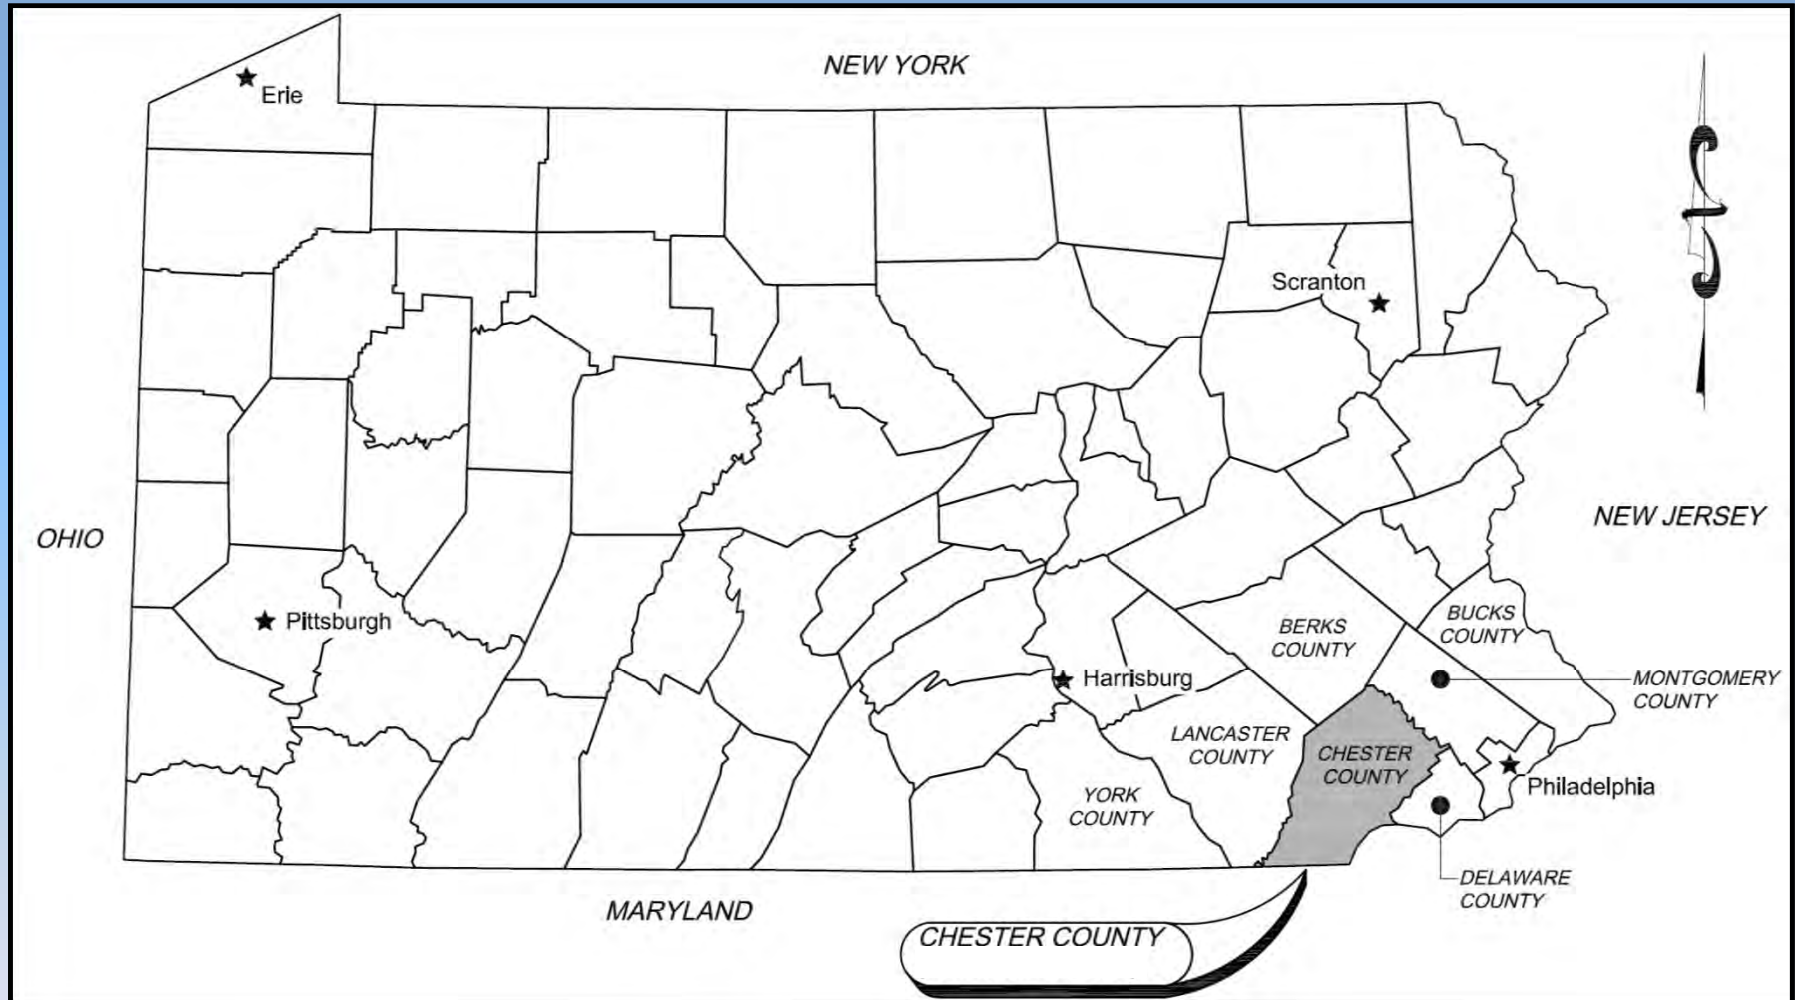 NEW YORK
Erie
Scranton
OHIO
NEW JERSEY
Pittsburgh
BERKS
COUNTY
BUCKS
COUNTY
Harrisburg
MONTGOMERY
COUNTY
LANCASTER
COUNTY
CHESTER
COUNTY
YORK
COUNTY
Philadelphia
DELAWARE
COUNTY
MARYLAND
CHESTER COUNTY